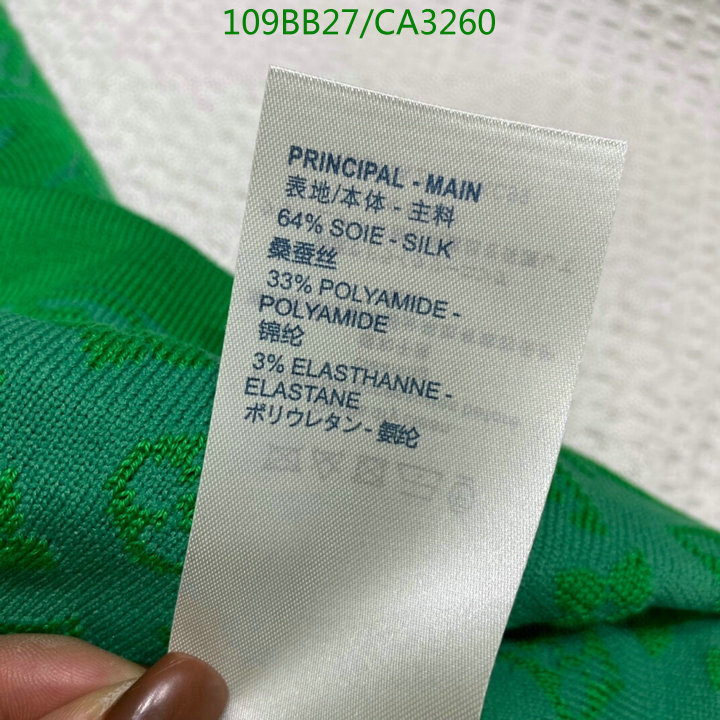 109BB27/CA3260
PRINCIPAL - MAIN
表地/本体 - 主料
64% SOIE - SILK
桑蚕丝
33% POLYAMIDE -
POLYAMIDE
锦纶
3% ELASTHANNE -
ELASTANE
ポリウレタン - 氨纶